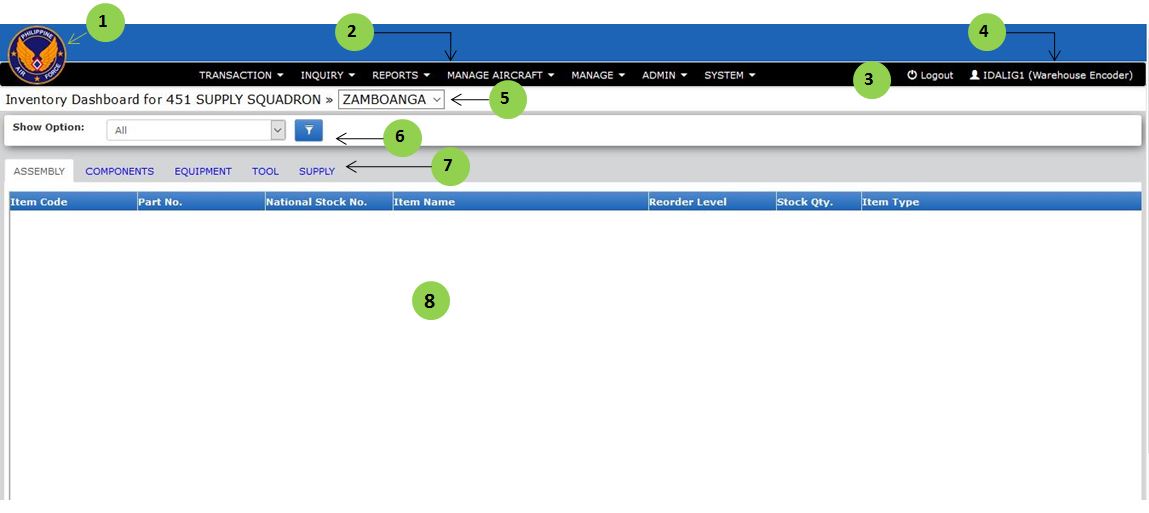 1
2
4
PHILIPPINE
AIR FORCE
TRANSACTION INQUIRY REPORTS MANAGE AIRCRAFT MANAGE ADMIN SYSTEM
3
Logout IDALIG1 (Warehouse Encoder)
Inventory Dashboard for 451 SUPPLY SQUADRON » ZAMBOANGA
5
Show Option: All
6
ASSEMBLY COMPONENTS EQUIPMENT TOOL SUPPLY
7
Item Code Part No. National Stock No. Item Name Reorder Level Stock Qty. Item Type
8